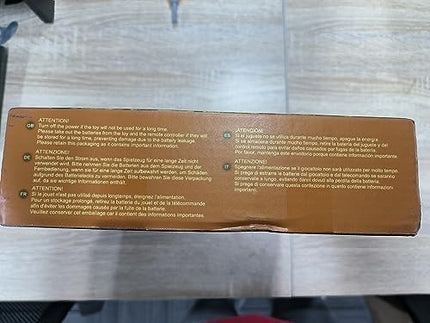 ATTENTION!
GB Turn off the power if the toy will not be used for a long time.
Please take out the batteries from the toy and the remote controller if they will
be stored for a long time, preventing damage due to the battery leakage.
Please retain this packaging as it contains important information.
ATTENTION!
DE Schalten Sie den Strom aus, wenn das Spielzeug für eine lange Zeit nicht
verwendet wird. Bitte nehmen Sie die Batterien aus dem Spielzeug und der
Fernbedienung, wenn sie für eine lange Zeit aufbewahrt werden, um Schäden
aufgrund des Batterielecks zu vermeiden. Bitte bewahren Sie diese Verpackung
auf, da sie wichtige Informationen enthält.
ATTENTION!
FR Si le jouet n'est pas utilisé depuis longtemps, éteignez l'alimentation.
Pour un stockage prolongé, retirez la batterie du jouet et de la télécommande
afin d'éviter les dommages causés par la fuite de la batterie.
Veuillez conserver cet emballage car il contient des informations importantes.
ATENCIÓN!
ES Si el juguete no se utiliza durante mucho tiempo, apague la energía.
Si se almacena durante mucho tiempo, retire la batería del juguete y del
control remoto para evitar daños causados por fugas de la batería.
Por favor, mantenga este envoltorio porque contiene información importante.
ATTENZIONE!
IT Spegnere l'alimentazione se il giocattolo non sarà utilizzato per molto tempo.
Si prega di estrarre le batterie dal giocattolo e dal telecomando se saranno
conservate a lungo, evitando danni dovuti alla perdita della batteria.
Si prega di conservare questa confezione in quanto contiene informazioni
importanti.